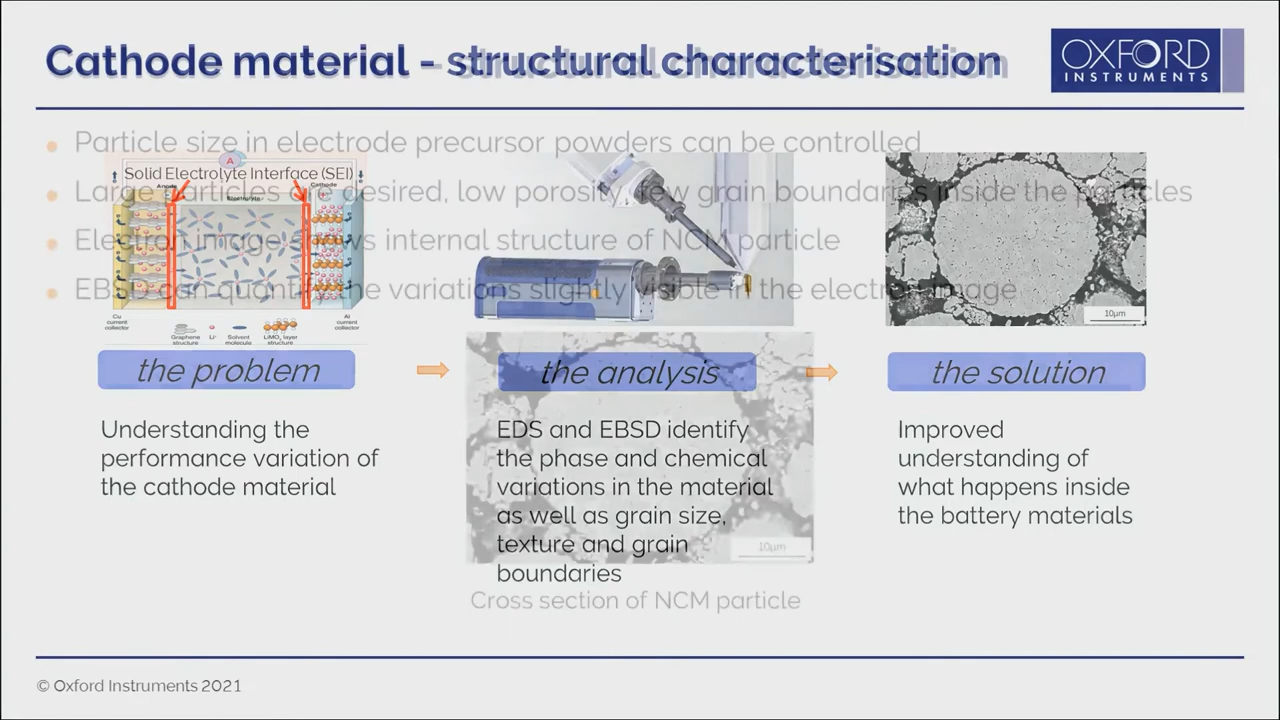 Cathode material - structural characterisation
OXFORD
INSTRUMENTS
Particle size in electrode precursor powders can be controlled
A
Solid Electrolyte Interface (SEI)
Anode
Cathode
Large particles are desired, low porosity, few grain boundaries inside the particles
Electrolyte
Electron image shows internal structure of NCM particle
EBSD can quantify the variations slightly visible in the electron image
Cu
current
collector
Al
current
collector
Graphene
structure
Li⁺
Solvent
molecule
LiMO₂ layer
structure
10µm
the problem
the analysis
the solution
Understanding the
performance variation of
the cathode material
EDS and EBSD identify
the phase and chemical
variations in the material
as well as grain size,
texture and grain
boundaries
10µm
Improved
understanding of
what happens inside
the battery materials
Cross section of NCM particle
© Oxford Instruments 2021